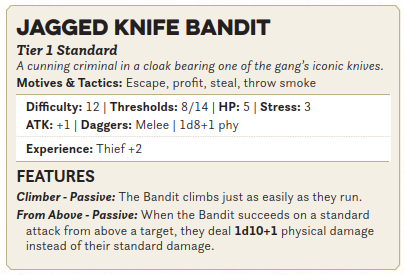 JAGGED KNIFE BANDIT
Tier 1 Standard
A cunning criminal in a cloak bearing one of the gang's iconic knives.
Motives & Tactics: Escape, profit, steal, throw smoke
Difficulty: 12 | Thresholds: 8/14 | HP: 5 | Stress: 3
ATK: +1 | Daggers: Melee | 1d8+1 phy
Experience: Thief +2
FEATURES
Climber - Passive: The Bandit climbs just as easily as they run.
From Above - Passive: When the Bandit succeeds on a standard
attack from above a target, they deal 1d10+1 physical damage
instead of their standard damage.